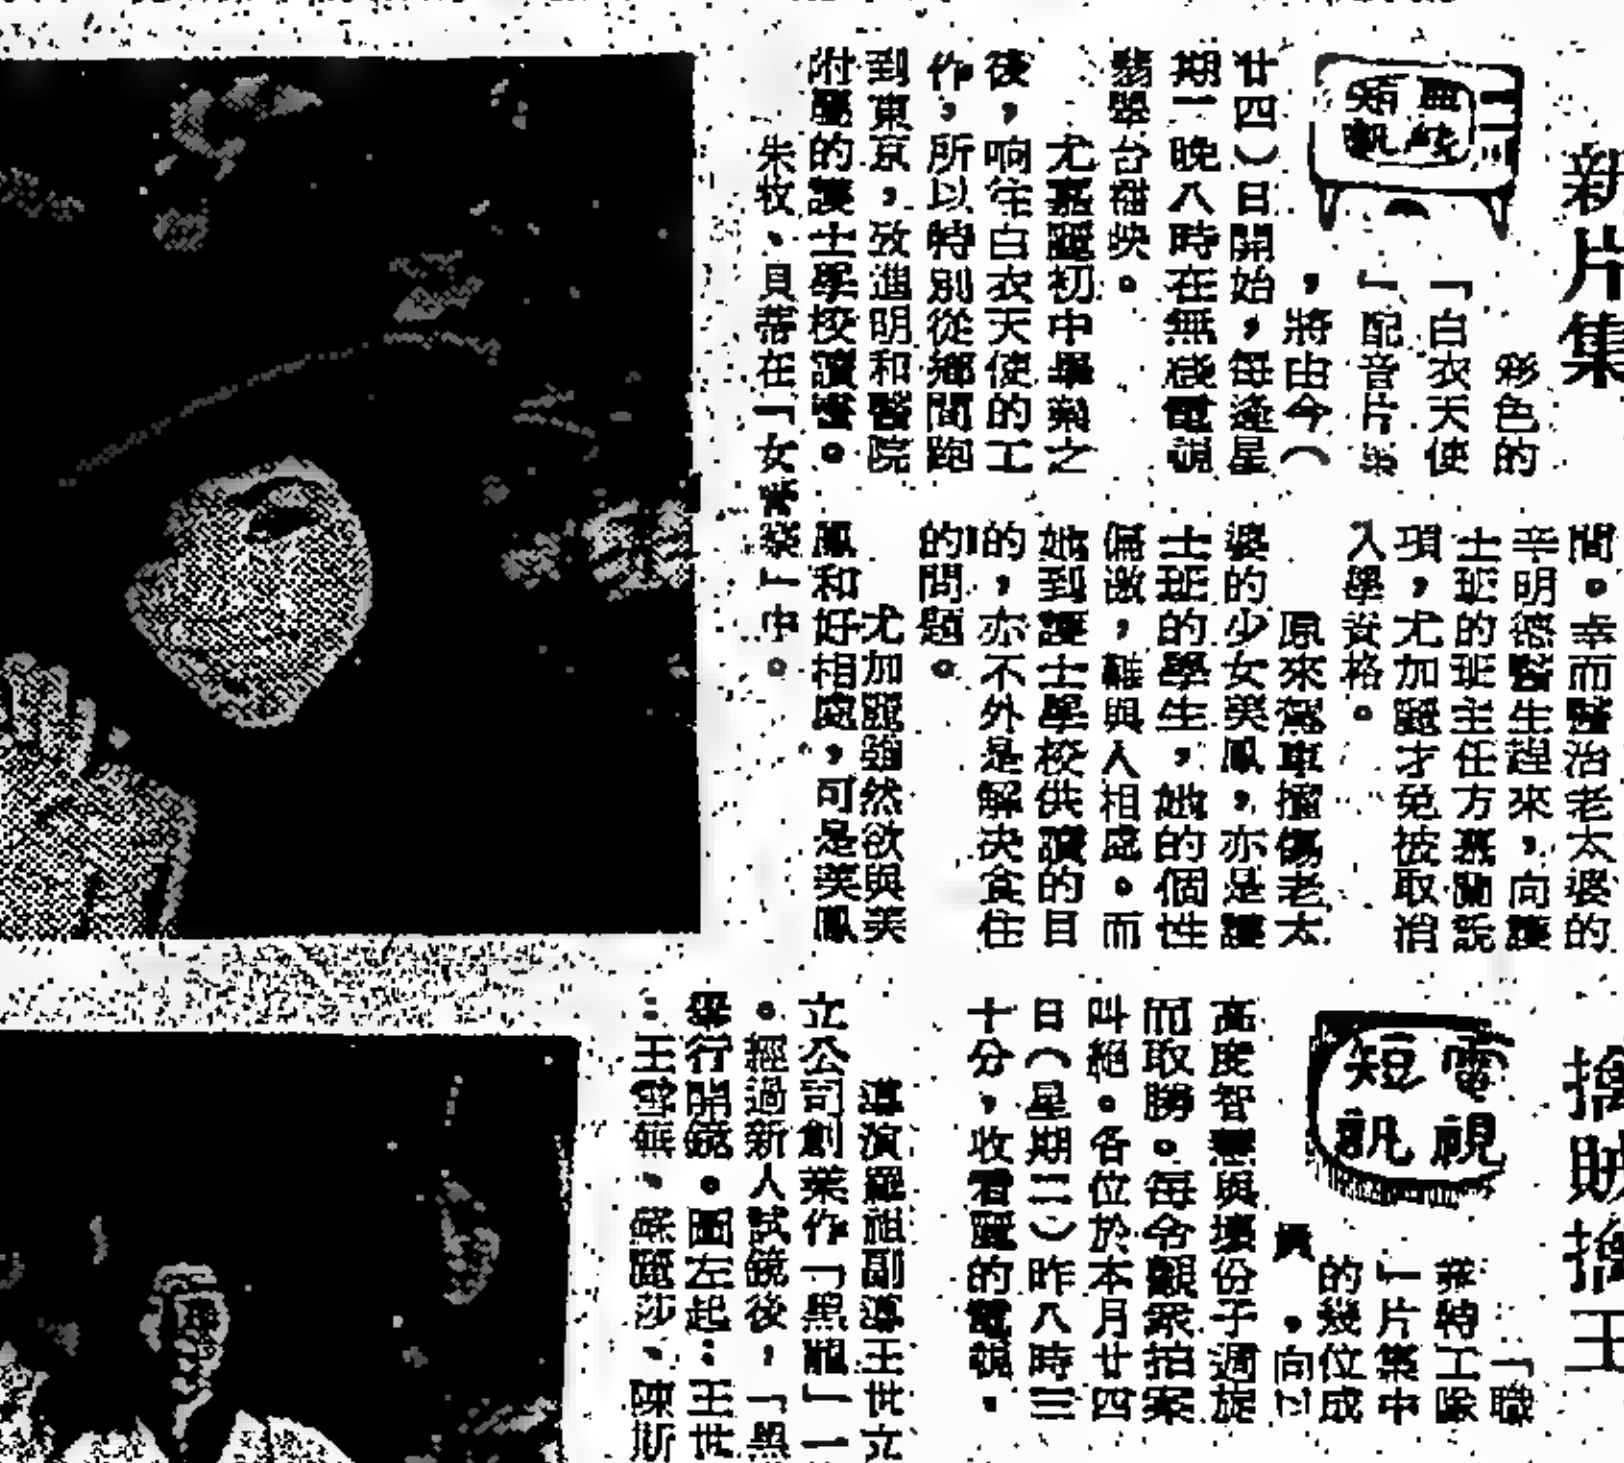 新片集
無綫
短訊
彩色的
「白衣天使
」配音片集
，將由今（
廿四）日開始，每逢星
期一晚八時在無綫電視
翡翠台播映。
尤嘉麗初中畢業之
後，响往白衣天使的工
作，所以特別從鄉間跑
到東京，攷進明和醫院
附屬的護士學校讀書。
朱牧、貝蒂在「女
」中。
間。幸而醫治老太婆的
辛明德醫生趕來，向護
士班的班主任方蕙蘭説
項，尤加麗才免被取消
入學資格。
原來駕車撞傷老太
婆的少女美鳳，亦是護
士班的學生，她的個性
偏激，難與人相處。而
她到護士學校供讀的目
的，亦不外是解決食住
的問題。
尤加麗雖然欲與美
鳳和好相處，可是美鳳
擒賊擒王
電視
短訊
「職
業特工隊
」片集中
的幾位成
員，向以
高度智慧與壞份子週旋
而取勝。每令觀衆拍案
叫絕。各位於本月廿四
日（星期二）昨八時三
十分，收看麗的電視。
導演羅祖副導王世立
立公司創業作「黑龍」一
。經過新人試鏡後，「黑
舉行開鏡。圖左起：王世
：王 、蘇麗莎、陳斯